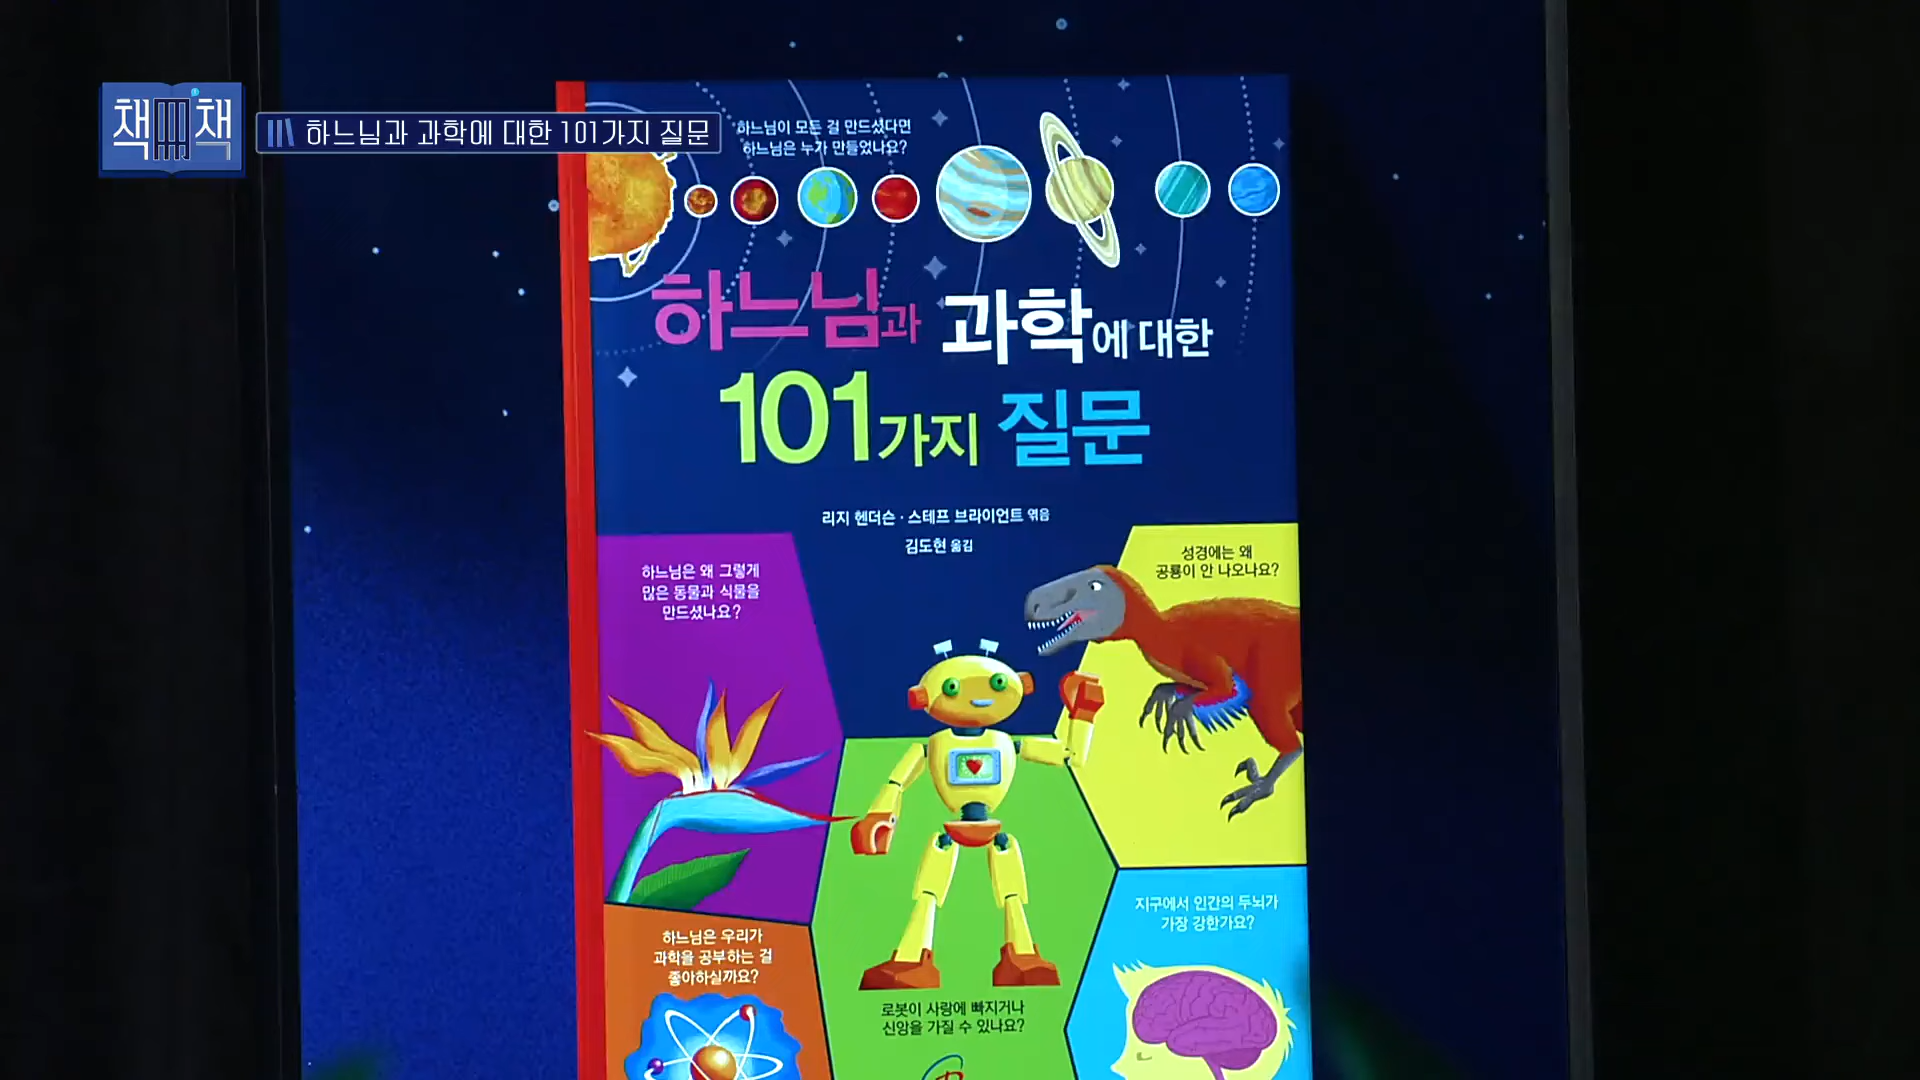 책冊책
하느님과 과학에 대한 101가지 질문
하느님이 모든 걸 만드셨다면
하느님은 누가 만들었나요?
하느님과 과학에 대한
101가지 질문
리지 헨더슨 · 스테프 브라이언트 엮음
김도현 옮김
하느님은 왜 그렇게
많은 동물과 식물을
만드셨나요?
성경에는 왜
공룡이 안 나오나요?
지구에서 인간의 두뇌가
가장 강한가요?
하느님은 우리가
과학을 공부하는 걸
좋아하실까요?
로봇이 사랑에 빠지거나
신앙을 가질 수 있나요?